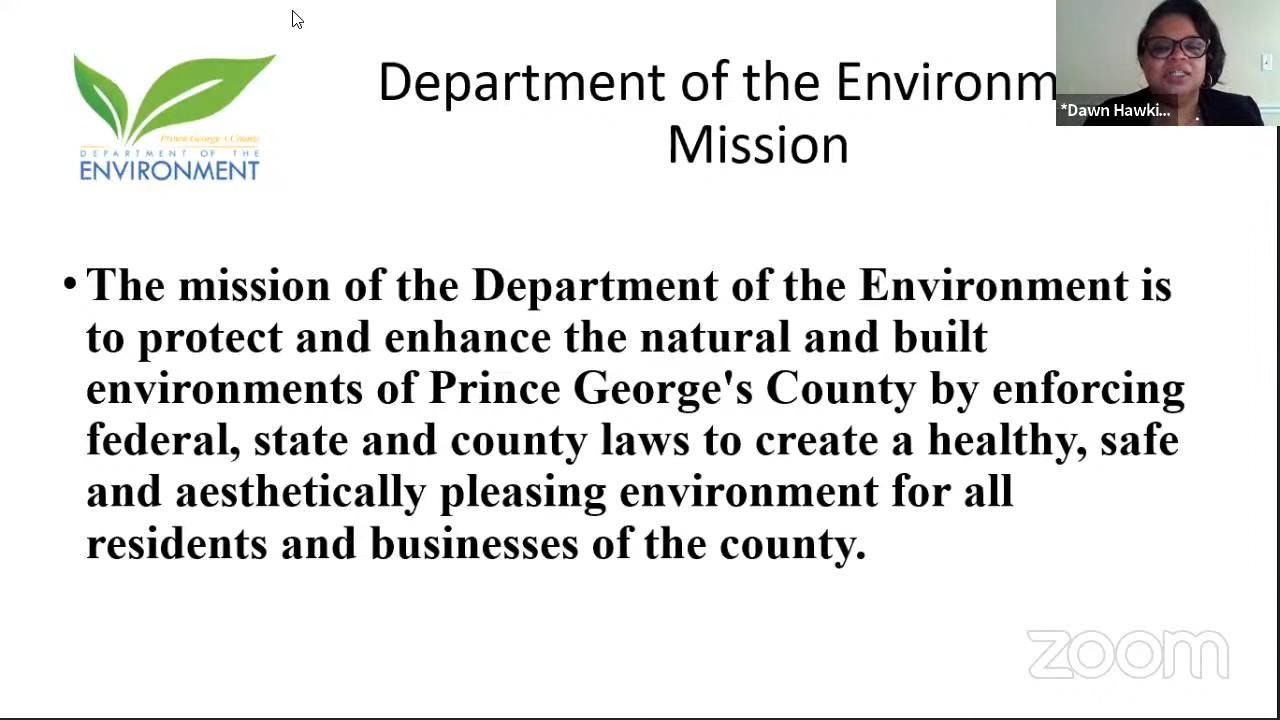 Department of the Environm
Mission
*Dawn Hawki...
Prince George's County
DEPARTMENT OF THE
ENVIRONMENT
• The mission of the Department of the Environment is
to protect and enhance the natural and built
environments of Prince George's County by enforcing
federal, state and county laws to create a healthy, safe
and aesthetically pleasing environment for all
residents and businesses of the county.
zoom